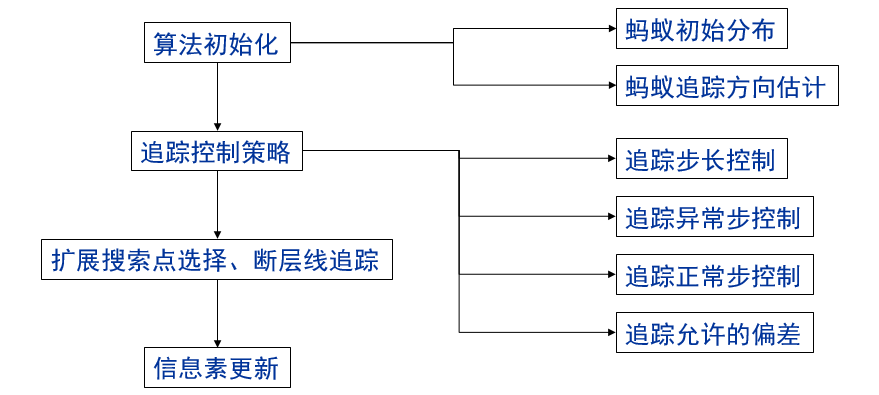 算法初始化
蚂蚁初始分布
蚂蚁追踪方向估计
追踪控制策略
追踪步长控制
追踪异常步控制
追踪正常步控制
追踪允许的偏差
扩展搜索点选择、断层线追踪
信息素更新